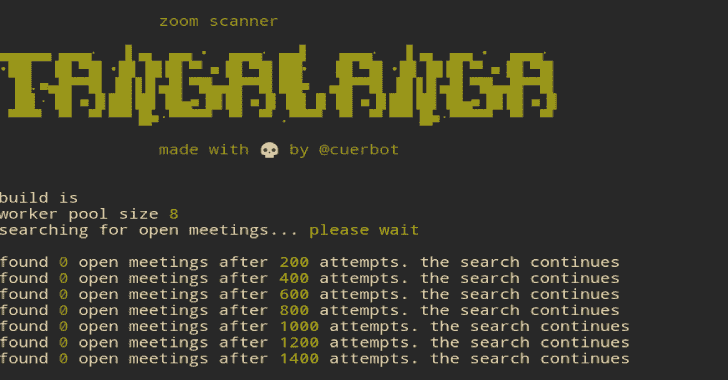 zoom scanner
TANGALANGA
made with 💀 by @cuerbot
build is
worker pool size 8
searching for open meetings... please wait
found 0 open meetings after 200 attempts. the search continues
found 0 open meetings after 400 attempts. the search continues
found 0 open meetings after 600 attempts. the search continues
found 0 open meetings after 800 attempts. the search continues
found 0 open meetings after 1000 attempts. the search continues
found 0 open meetings after 1200 attempts. the search continues
found 0 open meetings after 1400 attempts. the search continues